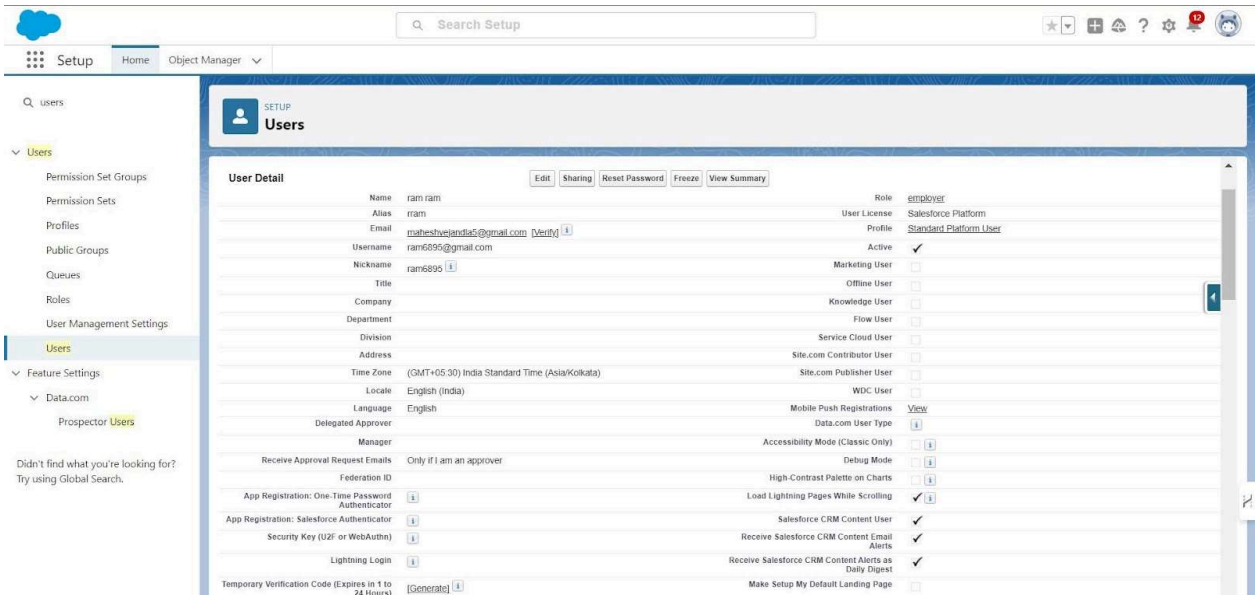 Search Setup
12
Setup
Home
Object Manager
users
SETUP
Users
Users
Permission Set Groups
Permission Sets
Profiles
Public Groups
Queues
Roles
User Management Settings
Users
Feature Settings
Data.com
Prospector Users
Didn't find what you're looking for?
Try using Global Search.
User Detail
Edit Sharing Reset Password Freeze View Summary
Name ram ram Role employer
Alias rram User License Salesforce Platform
Email maheshvejandla5@gmail.com [Verify] i Profile Standard Platform User
Username ram6895@gmail.com Active ✓
Nickname ram6895 i Marketing User
Title Offline User
Company Knowledge User
Department Flow User
Division Service Cloud User
Address Site.com Contributor User
Time Zone (GMT+05:30) India Standard Time (Asia/Kolkata) Site.com Publisher User
Locale English (India) WDC User
Language English Mobile Push Registrations View
Delegated Approver Data.com User Type i
Manager Accessibility Mode (Classic Only) i
Receive Approval Request Emails Only if I am an approver Debug Mode i
Federation ID High-Contrast Palette on Charts i
App Registration: One-Time Password
Authenticator i Load Lightning Pages While Scrolling ✓ i
App Registration: Salesforce Authenticator i Salesforce CRM Content User ✓
Security Key (U2F or WebAuthn) i Receive Salesforce CRM Content Email
Alerts ✓
Lightning Login i Receive Salesforce CRM Content Alerts as
Daily Digest ✓
Temporary Verification Code (Expires in 1 to
24 Hours) [Generate] i Make Setup My Default Landing Page